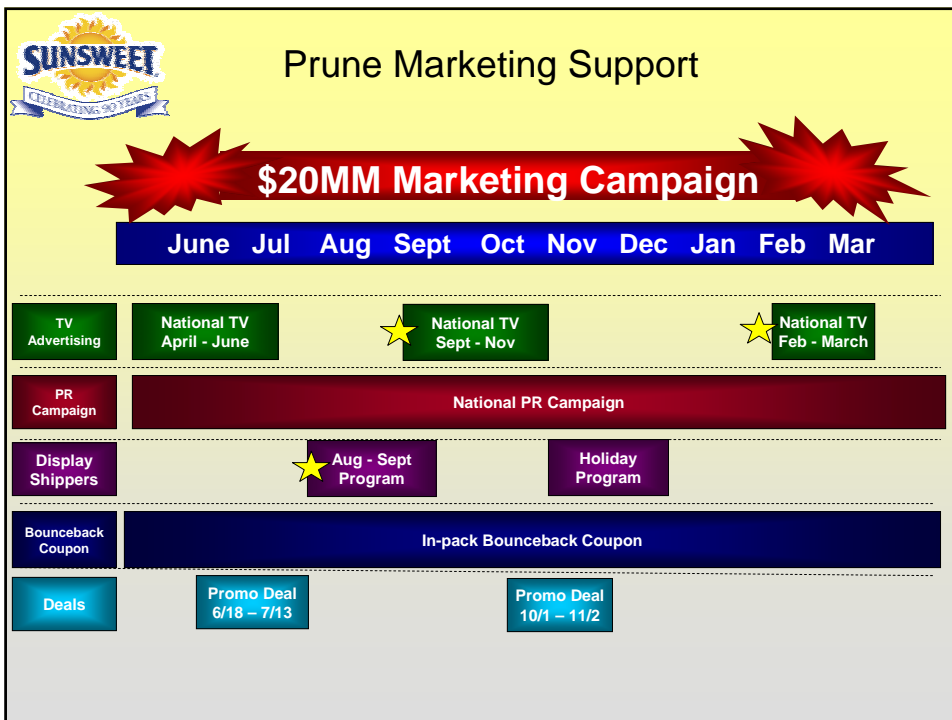 SUNSWEET
CELEBRATING 90 YEARS
Prune Marketing Support
$20MM Marketing Campaign
June Jul Aug Sept Oct Nov Dec Jan Feb Mar
TV
Advertising
National TV
April - June
National TV
Sept - Nov
National TV
Feb - March
PR
Campaign
National PR Campaign
Display
Shippers
Aug - Sept
Program
Holiday
Program
Bounceback
Coupon
In-pack Bounceback Coupon
Deals
Promo Deal
6/18 – 7/13
Promo Deal
10/1 – 11/2